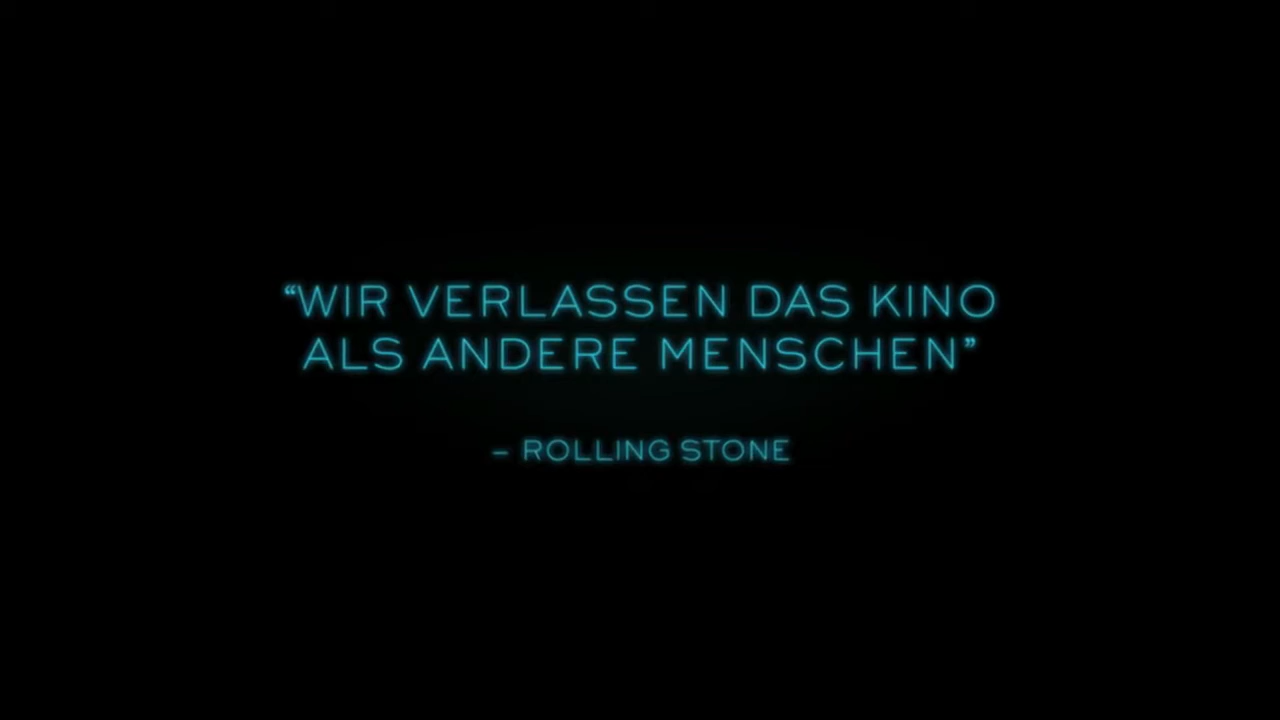 “WIR VERLASSEN DAS KINO
ALS ANDERE MENSCHEN”
– ROLLING STONE